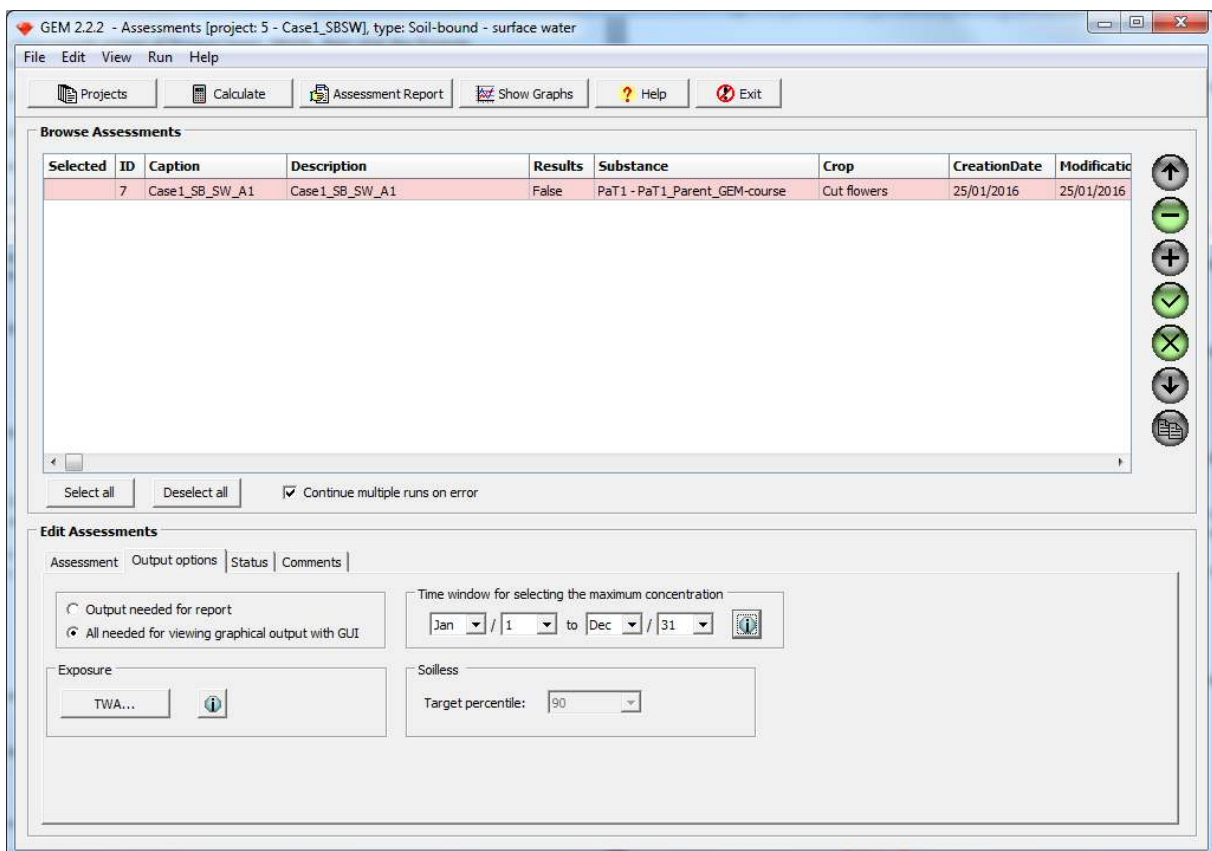 GEM 2.2.2 - Assessments [project: 5 - Case1_SBSW], type: Soil-bound - surface water
File Edit View Run Help
Projects Calculate Assessment Report Show Graphs Help Exit
Browse Assessments
Selected ID Caption Description Results Substance Crop CreationDate Modificatio
7 Case1_SB_SW_A1 Case1_SB_SW_A1 False PaT1 - PaT1_Parent_GEM-course Cut flowers 25/01/2016 25/01/2016
Select all Deselect all Continue multiple runs on error
Edit Assessments
Assessment Output options Status Comments
Output needed for report
All needed for viewing graphical output with GUI
Time window for selecting the maximum concentration
Jan / 1 to Dec / 31
Exposure
TWA...
Soilless
Target percentile: 90